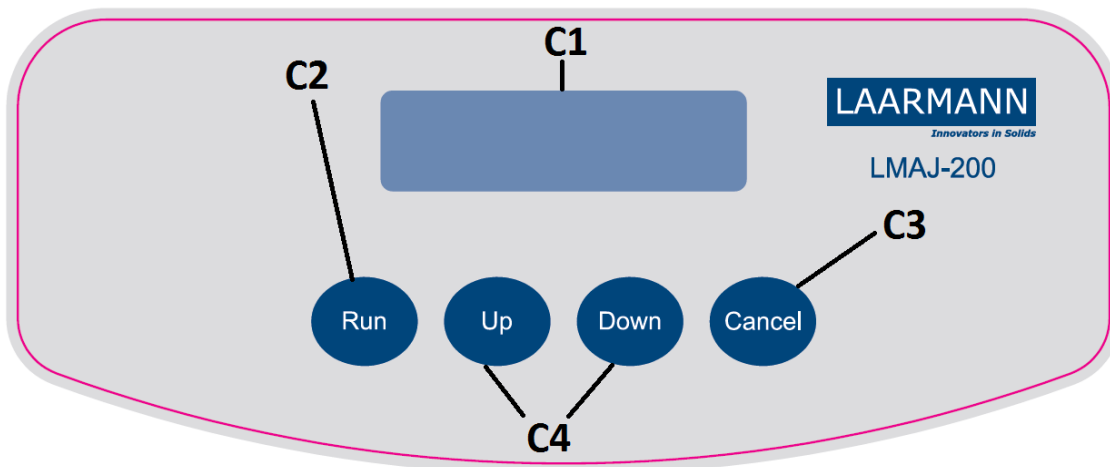 C1
C2
LAARMANN
Innovators in Solids
LMAJ-200
C3
Run Up Down Cancel
C4